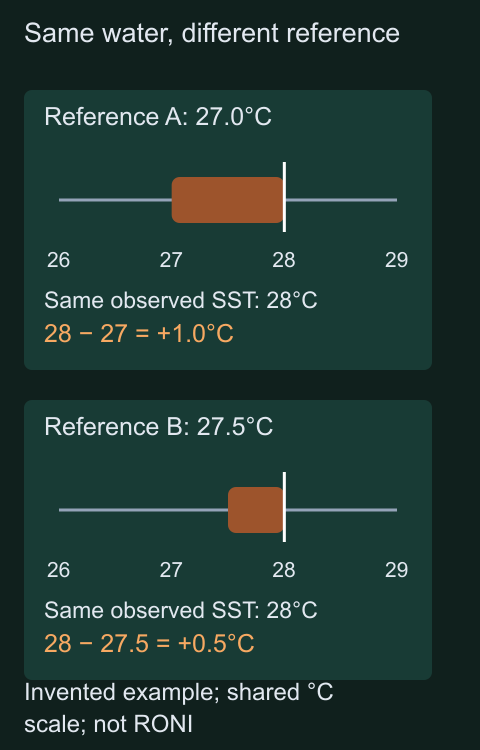 Same water, different reference
Reference A: 27.0°C
26 27 28 29
Same observed SST: 28°C
28 − 27 = +1.0°C
Reference B: 27.5°C
26 27 28 29
Same observed SST: 28°C
28 − 27.5 = +0.5°C
Invented example; shared °C
scale; not RONI